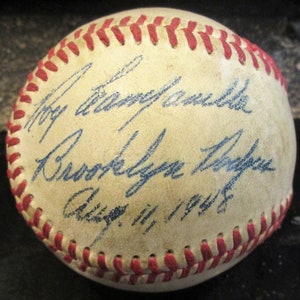 Roy Campanella
Brooklyn Dodgers
Aug. 11, 1948